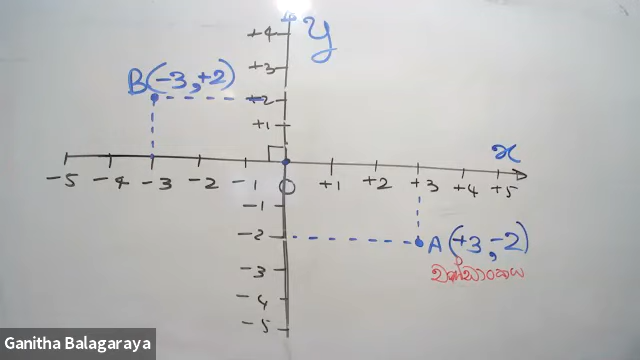 y
+4
+3
B(-3,+2)
+2
+1
x
-5 -4 -3 -2 -1 O +1 +2 +3 +4 +5
-1
-2
A(+3,-2)
-3
-4
-5
Ganitha Balagaraya